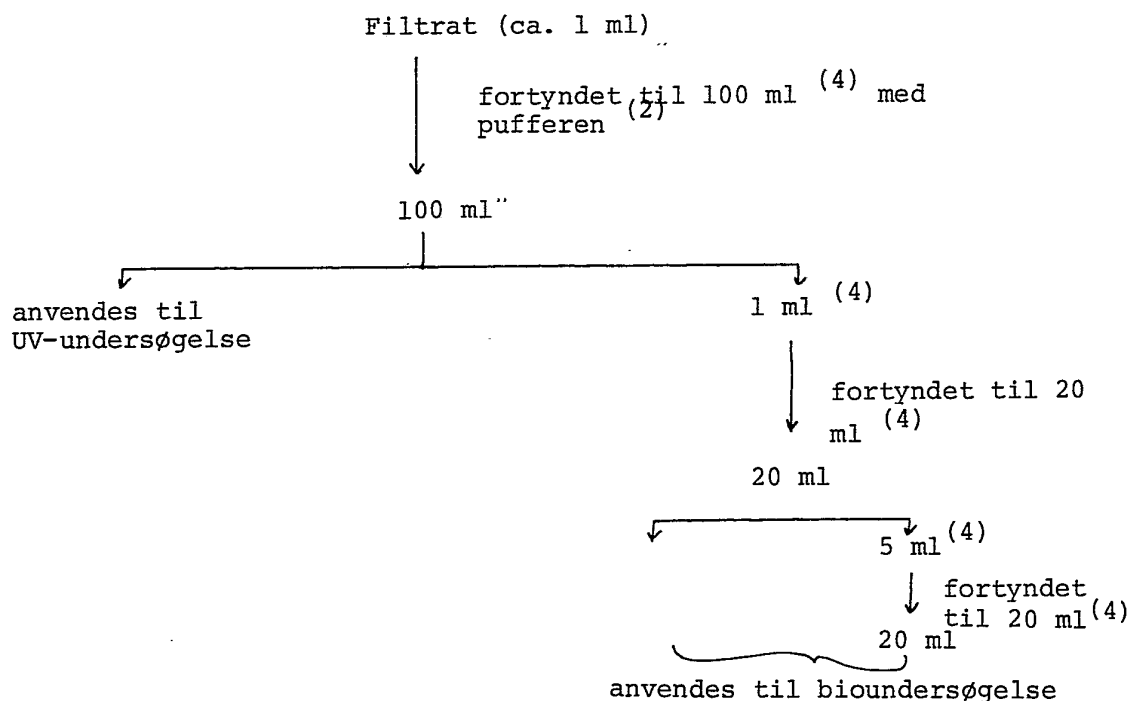 Filtrat (ca. 1 ml)
fortyndet til 100 ml (4) med
pufferen (2)
100 ml
anvendes til
UV-undersøgelse
1 ml (4)
fortyndet til 20
ml (4)
20 ml
5 ml (4)
fortyndet
til 20 ml (4)
20 ml
anvendes til bioundersøgelse